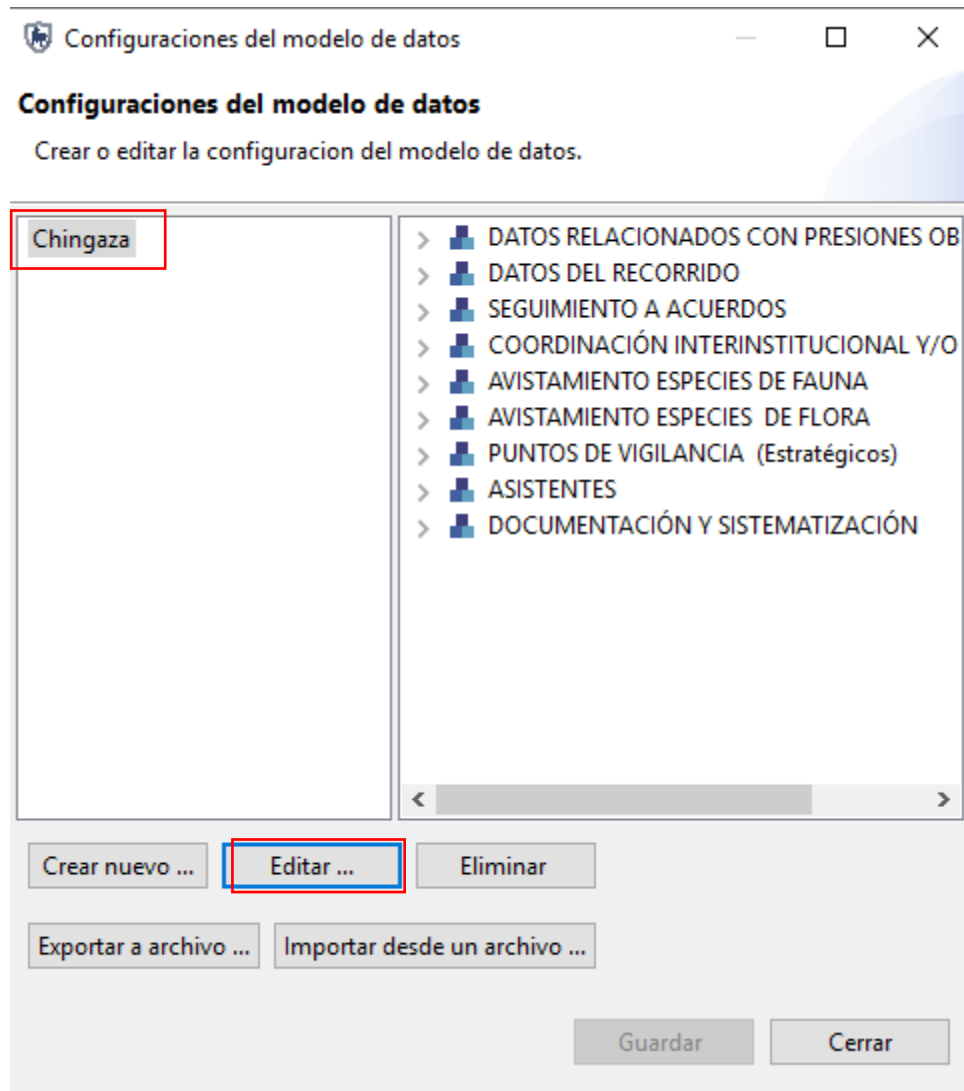 Configuraciones del modelo de datos
Configuraciones del modelo de datos
Crear o editar la configuracion del modelo de datos.
Chingaza
DATOS RELACIONADOS CON PRESIONES OB
DATOS DEL RECORRIDO
SEGUIMIENTO A ACUERDOS
COORDINACIÓN INTERINSTITUCIONAL Y/O
AVISTAMIENTO ESPECIES DE FAUNA
AVISTAMIENTO ESPECIES  DE FLORA
PUNTOS DE VIGILANCIA  (Estratégicos)
ASISTENTES
DOCUMENTACIÓN Y SISTEMATIZACIÓN
Crear nuevo ... Editar ... Eliminar
Exportar a archivo ... Importar desde un archivo ...
Guardar Cerrar